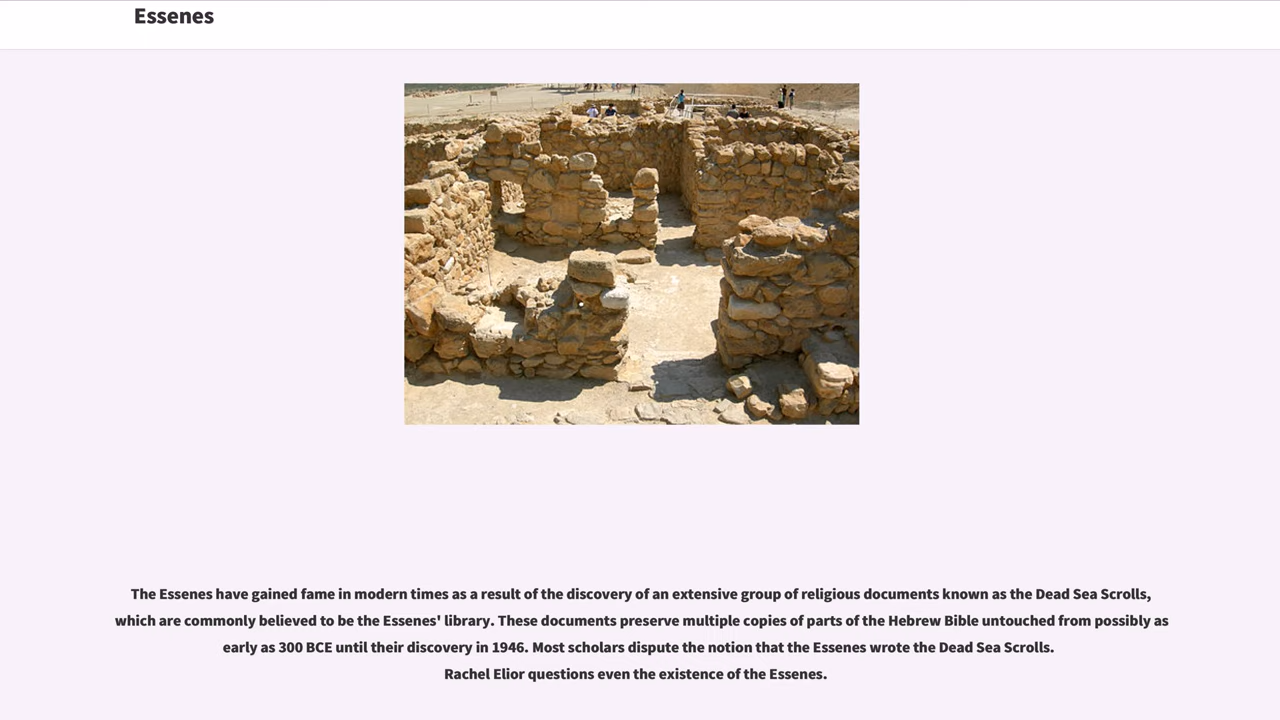 Essenes
The Essenes have gained fame in modern times as a result of the discovery of an extensive group of religious documents known as the Dead Sea Scrolls,
which are commonly believed to be the Essenes' library. These documents preserve multiple copies of parts of the Hebrew Bible untouched from possibly as
early as 300 BCE until their discovery in 1946. Most scholars dispute the notion that the Essenes wrote the Dead Sea Scrolls.
Rachel Elior questions even the existence of the Essenes.